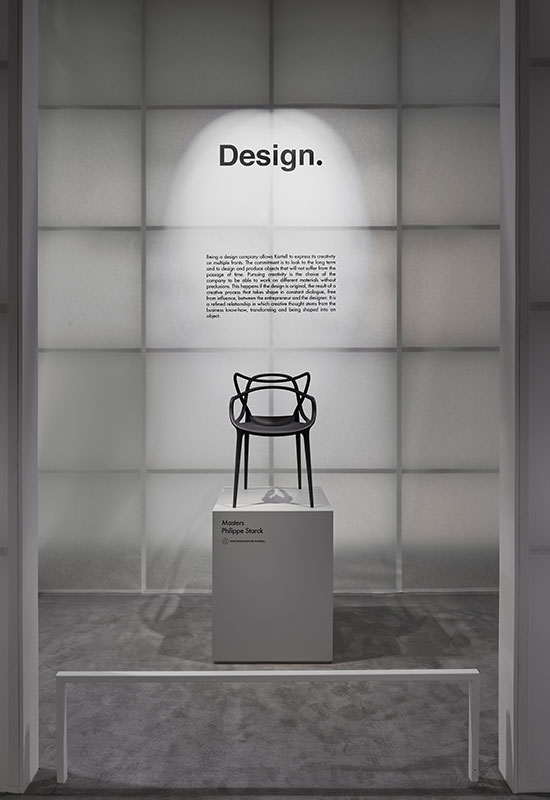 Design.
Being a design company allows Kartell to express its creativity
on multiple fronts. The commitment is to look to the long term
and to design and produce objects that will not suffer from the
passage of time. Pursuing creativity is the choice of the
company to be able to work on different materials without
preclusions. This happens if the design is original, the result of a
creative process that takes shape in constant dialogue, free
from influence, between the entrepreneur and the designer. It is
a refined relationship in which creative thought stems from the
business know-how, transforming and being shaped into an
object.
Masters
Philippe Starck